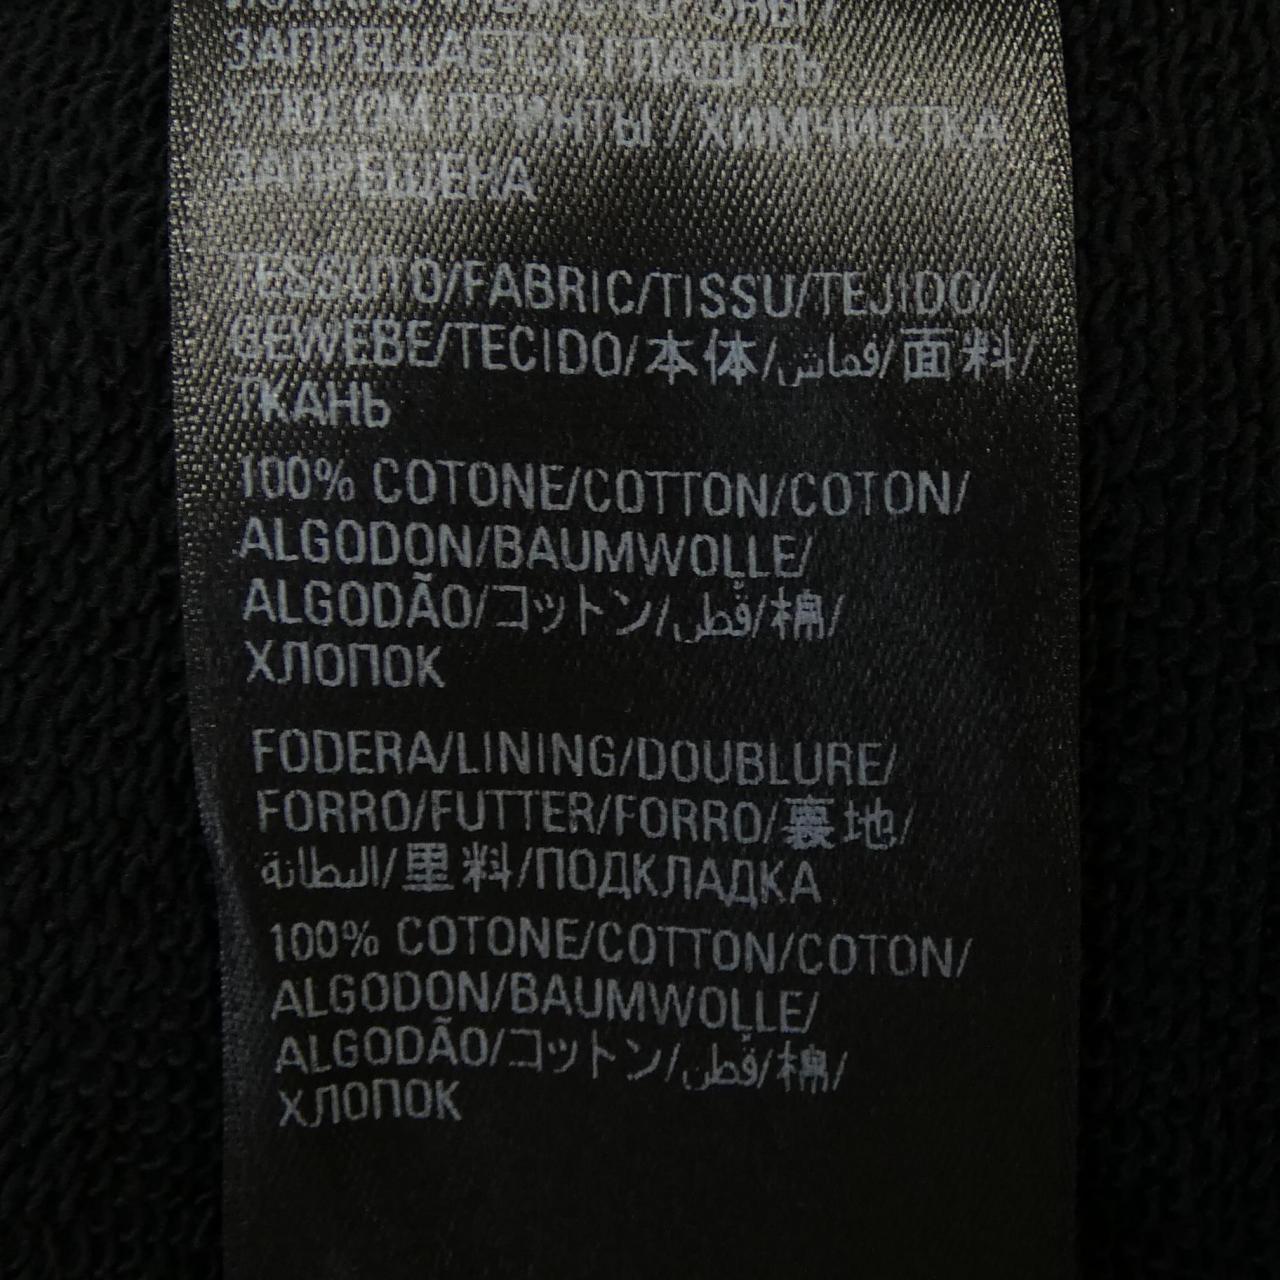 ЗАПРЕЩАЕТСЯ ГЛАДИТЬ
УТЮГОМ ПРИНТЫ / ХИМЧИСТКА
ЗАПРЕЩЕНА
TESSUTO/FABRIC/TISSU/TEJIDO/
GEWEBE/TECIDO/本体/قماش/面料/
ТКАНЬ
100% COTONE/COTTON/COTON/
ALGODON/BAUMWOLLE/
ALGODÃO/コットン/قطن/棉/
ХЛОПОК
FODERA/LINING/DOUBLURE/
FORRO/FUTTER/FORRO/裏地/
البطانة/里料/ПОДКЛАДКА
100% COTONE/COTTON/COTON/
ALGODON/BAUMWOLLE/
ALGODÃO/コットン/قطن/棉/
ХЛОПОК